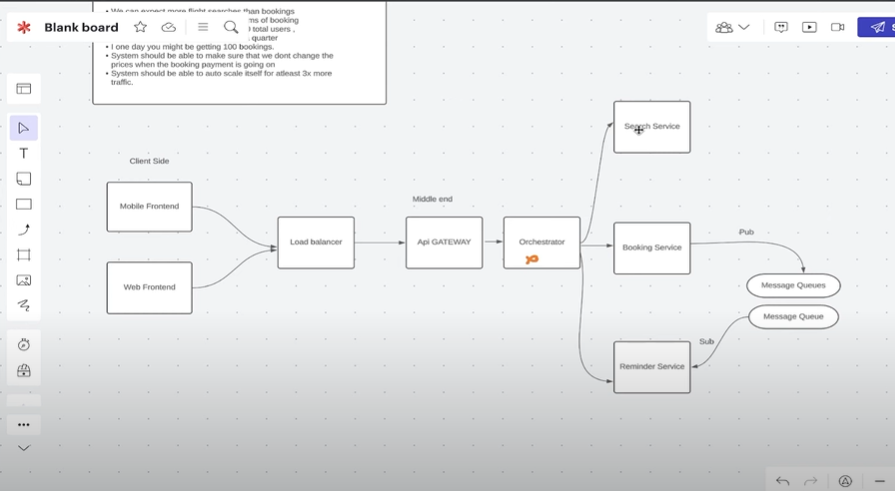 • We can expect more flight searches than bookings
Blank board
ms of booking
total users ,
quarter
• I one day you might be getting 100 bookings.
• System should be able to make sure that we dont change the
prices when the booking payment is going on
• System should be able to auto scale itself for atleast 3x more
traffic.
T
Search Service
Client Side
Mobile Frontend
Middle end
Load balancer
Api GATEWAY
Orchestrator
Booking Service
Pub
Web Frontend
Message Queues
Message Queue
Sub
Reminder Service